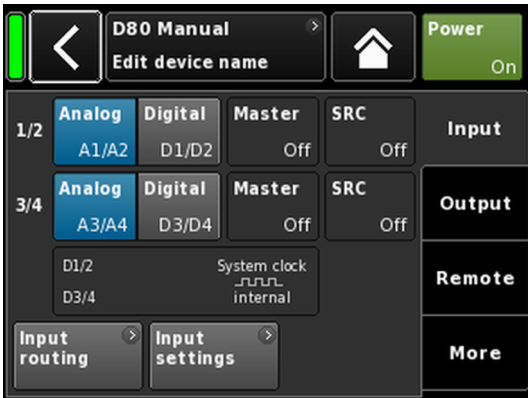 D80 Manual
Edit device name
Power
On
1/2
Analog
A1/A2
Digital
D1/D2
Master
Off
SRC
Off
Input
3/4
Analog
A3/A4
Digital
D3/D4
Master
Off
SRC
Off
Output
D1/2
System clock
D3/4
internal
Remote
Input
routing
Input
settings
More